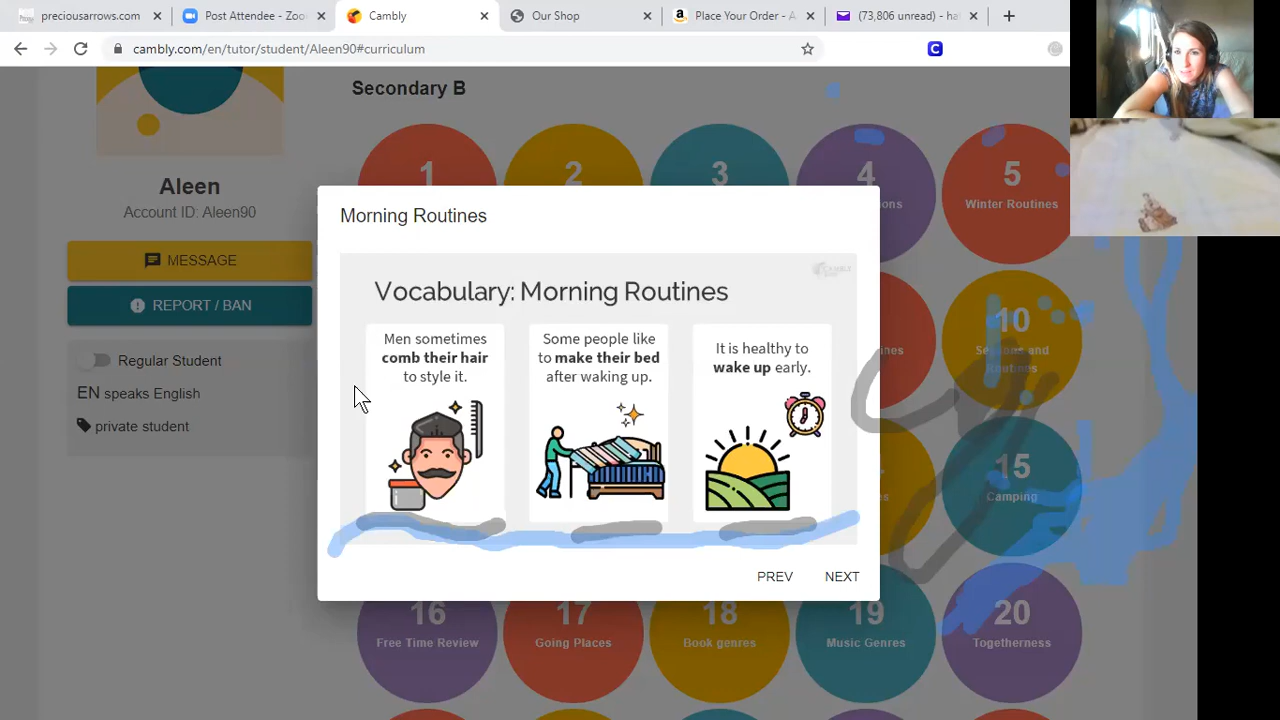 preciousarrows.com
Post Attendee - Zoo
Cambly
Our Shop
Place Your Order - A
(73,806 unread) - ha
cambly.com/en/tutor/student/Aleen90#curriculum
Secondary B
1
2
3
4
5
Winter Routines
Aleen
Account ID: Aleen90
MESSAGE
REPORT / BAN
Regular Student
EN speaks English
private student
Morning Routines
Vocabulary: Morning Routines
Men sometimes
comb their hair
to style it.
Some people like
to make their bed
after waking up.
It is healthy to
wake up early.
PREV
NEXT
10
Seasons and
Routines
15
Camping
16
Free Time Review
17
Going Places
18
Book genres
19
Music Genres
20
Togetherness